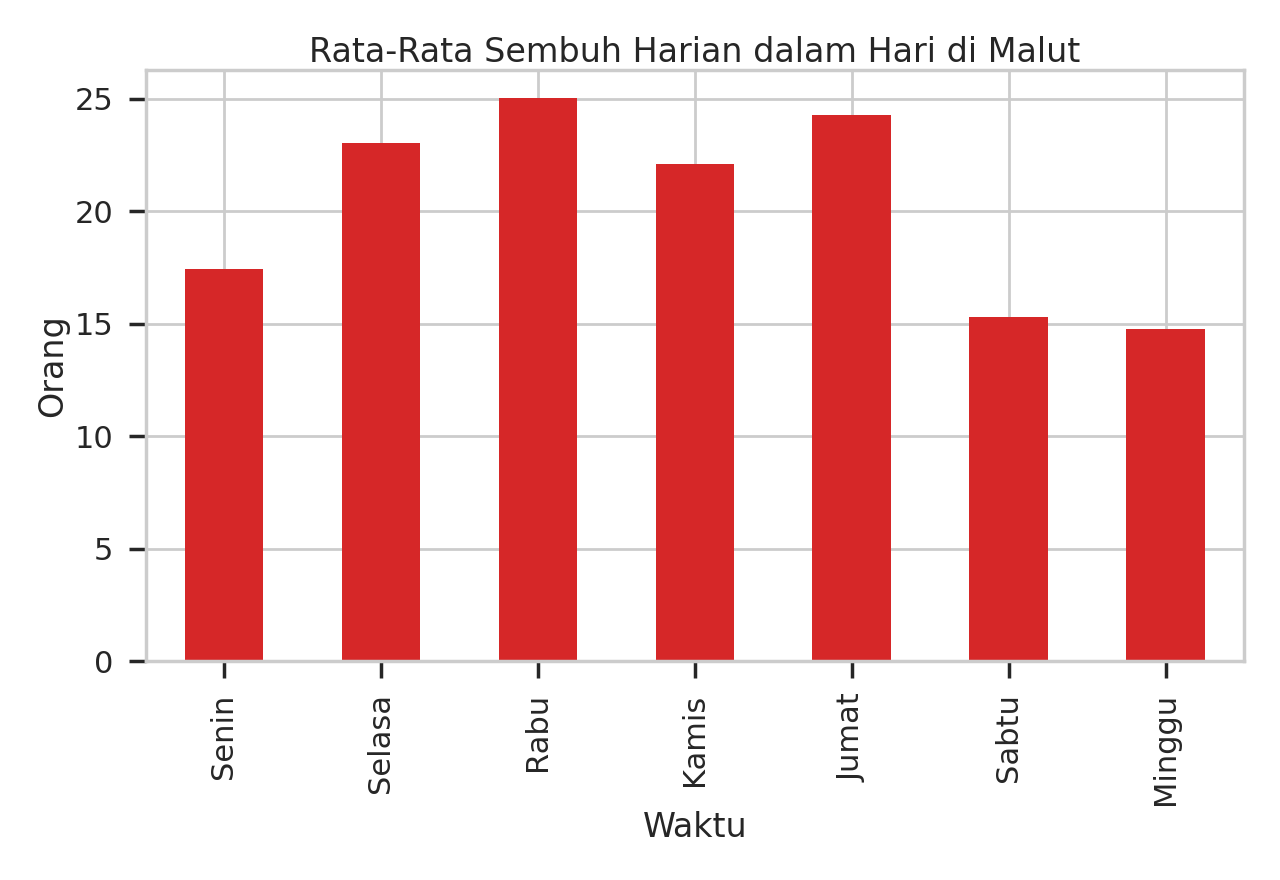 Rata-Rata Sembuh Harian dalam Hari di Malut
Orang
25
20
15
10
5
0
Senin
Selasa
Rabu
Kamis
Jumat
Sabtu
Minggu
Waktu